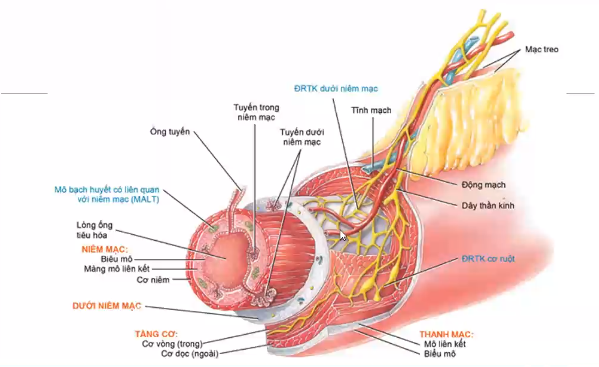 Mạc treo
ĐRTK dưới niêm mạc
Tuyến trong
niêm mạc
Tĩnh mạch
Ống tuyến
Tuyến dưới
niêm mạc
Mô bạch huyết có liên quan
với niêm mạc (MALT)
Động mạch
Dây thần kinh
Lòng ống
tiêu hóa
NIÊM MẠC:
Biểu mô
Màng mô liên kết
Cơ niêm
ĐRTK cơ ruột
DƯỚI NIÊM MẠC
TẦNG CƠ:
Cơ vòng (trong)
Cơ dọc (ngoài)
THANH MẠC:
Mô liên kết
Biểu mô